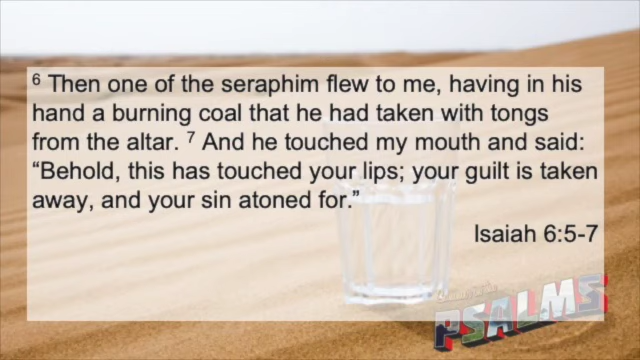 ⁶ Then one of the seraphim flew to me, having in his
hand a burning coal that he had taken with tongs
from the altar. ⁷ And he touched my mouth and said:
“Behold, this has touched your lips; your guilt is taken
away, and your sin atoned for.”
Isaiah 6:5-7
PSALMS